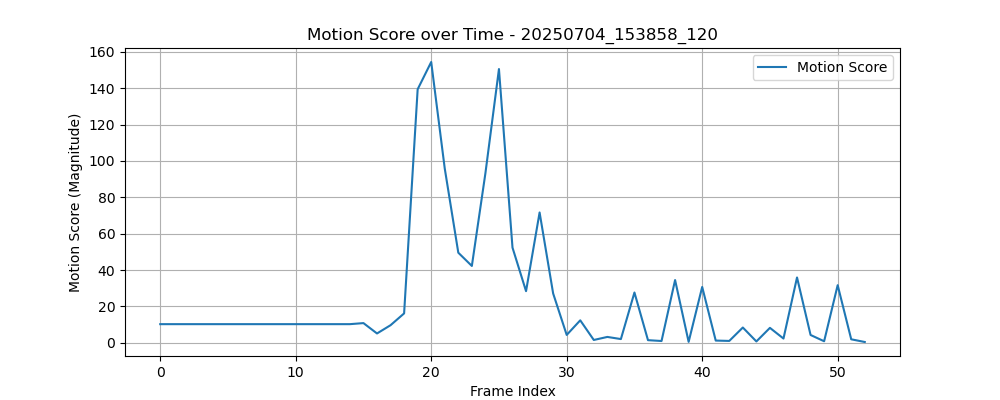 Motion Score over Time - 20250704_153858_120
Motion Score
Motion Score (Magnitude)
160
140
120
100
80
60
40
20
0
0 10 20 30 40 50
Frame Index